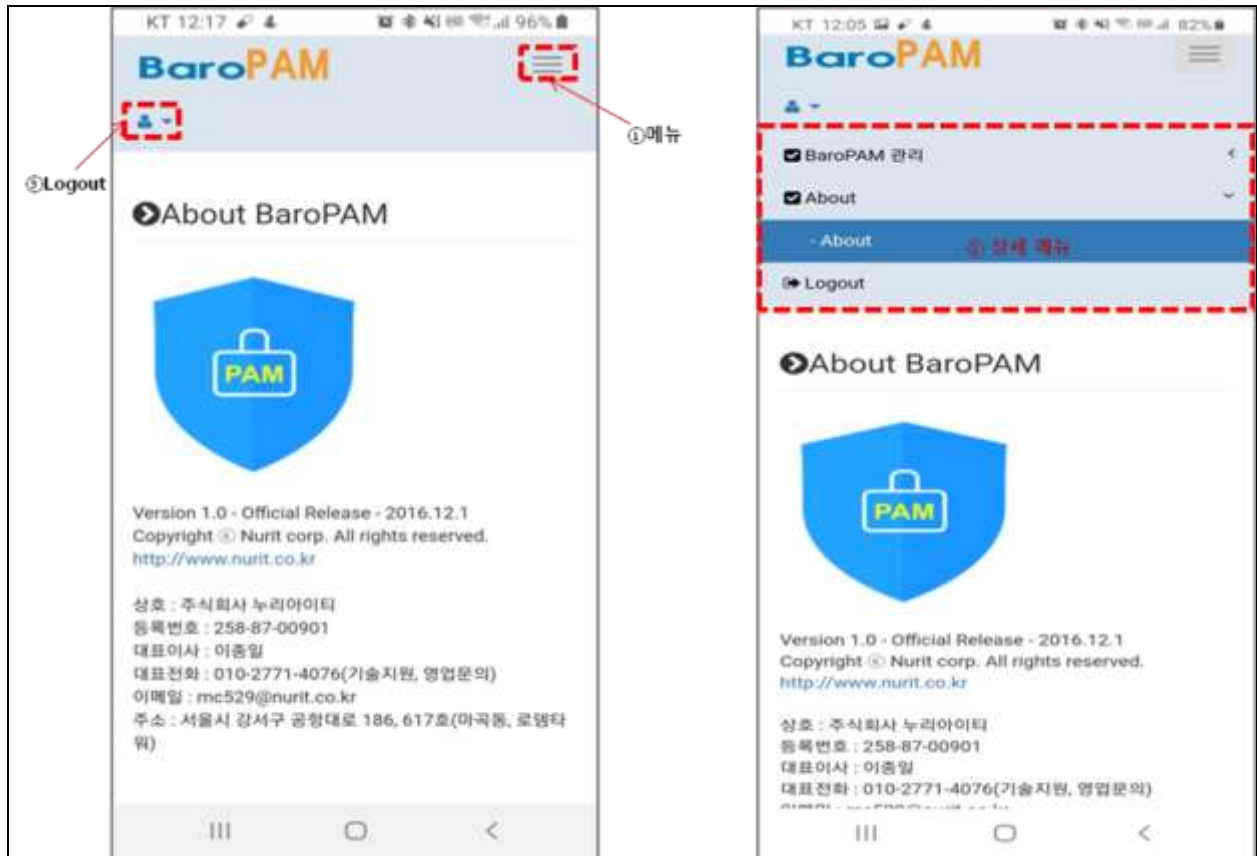 KT 12:17
96%
BaroPAM
①메뉴
③Logout
About BaroPAM
PAM
Version 1.0 - Official Release - 2016.12.1
Copyright ⓒ Nurit corp. All rights reserved.
http://www.nurit.co.kr
상호 : 주식회사 누리아이티
등록번호 : 258-87-00901
대표이사 : 이종일
대표전화 : 010-2771-4076(기술지원, 영업문의)
이메일 : mc529@nurit.co.kr
주소 : 서울시 강서구 공항대로 186, 617호(마곡동, 로뎀타
워)
KT 12:05
82%
BaroPAM
BaroPAM 관리
About
- About
② 상세 메뉴
Logout
About BaroPAM
PAM
Version 1.0 - Official Release - 2016.12.1
Copyright ⓒ Nurit corp. All rights reserved.
http://www.nurit.co.kr
상호 : 주식회사 누리아이티
등록번호 : 258-87-00901
대표이사 : 이종일
대표전화 : 010-2771-4076(기술지원, 영업문의)